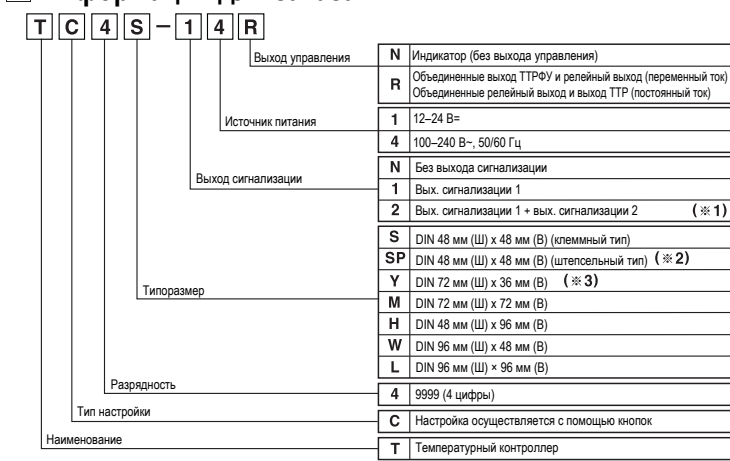 T C 4 S – 1 4 R
Выход управления
N Индикатор (без выхода управления)
R Объединенные выход ТТРФУ и релейный выход (переменный ток)
Объединенные релейный выход и выход ТТР (постоянный ток)
Источник питания
1 12–24 В=
4 100–240 В~, 50/60 Гц
Выход сигнализации
N Без выхода сигнализации
1 Вых. сигнализации 1
2 Вых. сигнализации 1 + вых. сигнализации 2 (※1)
Типоразмер
S DIN 48 мм (Ш) x 48 мм (В) (клеммный тип)
SP DIN 48 мм (Ш) x 48 мм (В) (штепсельный тип) (※2)
Y DIN 72 мм (Ш) x 36 мм (В) (※3)
M DIN 72 мм (Ш) x 72 мм (В)
H DIN 48 мм (Ш) x 96 мм (В)
W DIN 96 мм (Ш) x 48 мм (В)
L DIN 96 мм (Ш) × 96 мм (В)
Разрядность
4 9999 (4 цифры)
Тип настройки
C Настройка осуществляется с помощью кнопок
Наименование
T Температурный контроллер